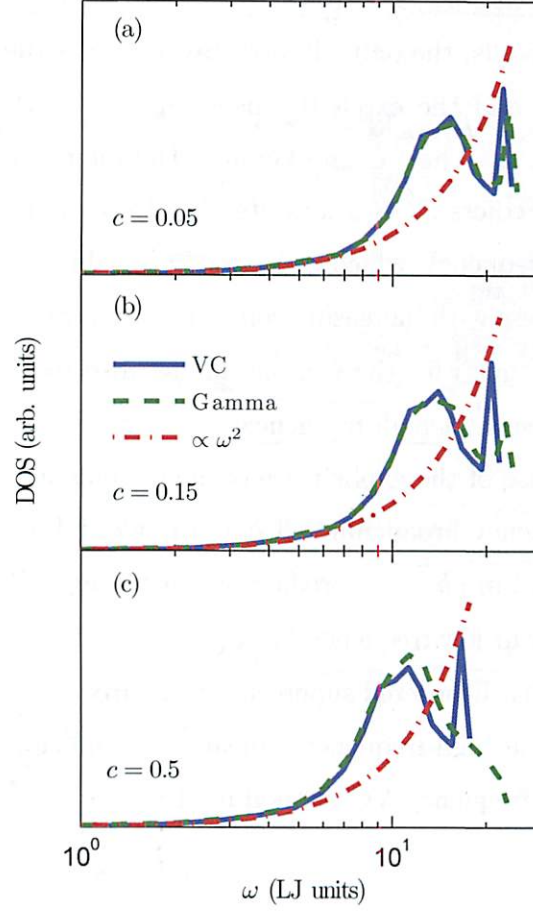 (a)
c = 0.05
(b)
VC
Gamma
∝ ω²
c = 0.15
(c)
c = 0.5
DOS (arb. units)
10⁰
10¹
ω (LJ units)